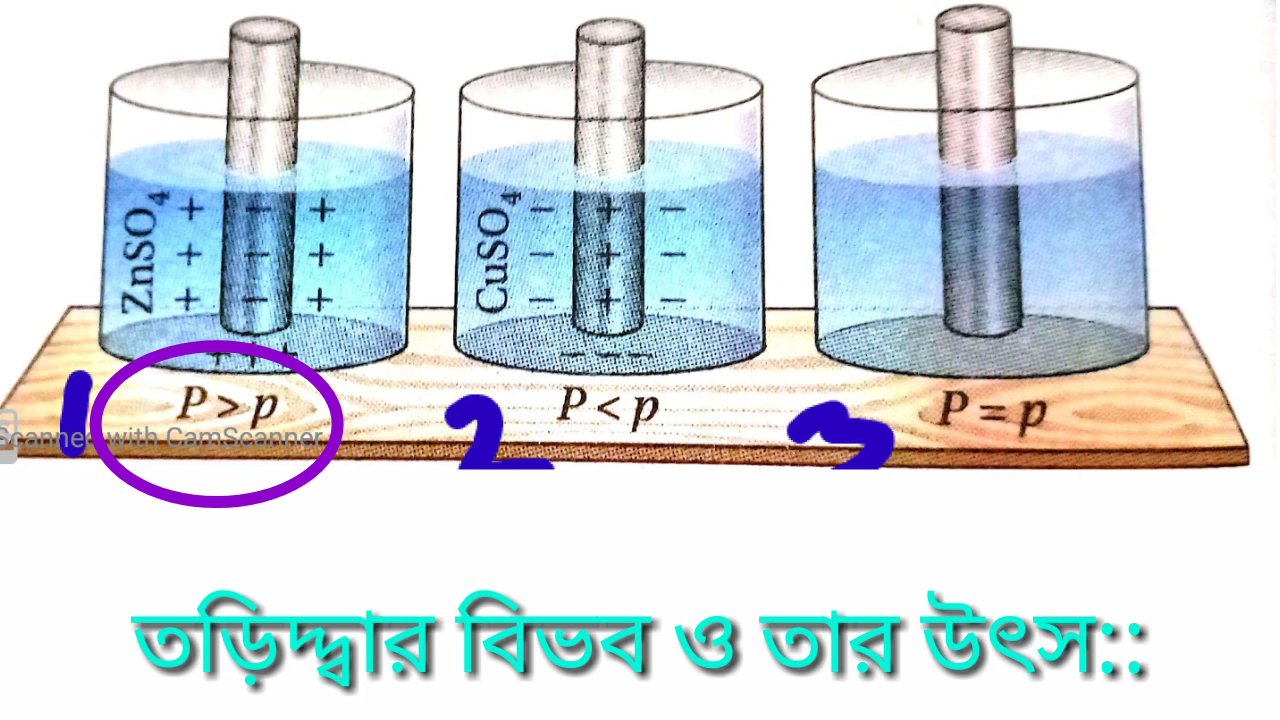 ZnSO4
+ − +
+ − +
+ − +
+ + +
CuSO4
− + −
− + −
− + −
− − −
1 P > p
2 P < p
3 P = p
Scanned with CamScanner
তড়িদ্দ্বার বিভব ও তার উৎস::